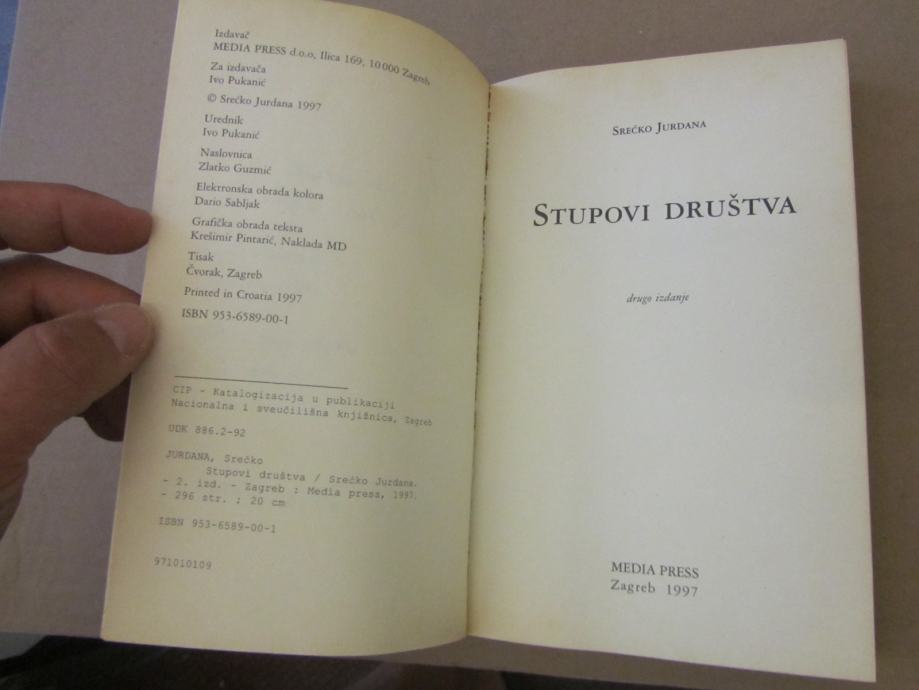 Izdavač
MEDIA PRESS d.o.o, Ilica 169, 10 000 Zagreb
Za izdavača
Ivo Pukanić
© Srećko Jurdana 1997
Urednik
Ivo Pukanić
Naslovnica
Zlatko Guzmić
Elektronska obrada kolora
Dario Sabljak
Grafička obrada teksta
Krešimir Pintarić, Naklada MD
Tisak
Čvorak, Zagreb
Printed in Croatia 1997
ISBN 953-6589-00-1
CIP - Katalogizacija u publikaciji
Nacionalna i sveučilišna knjižnica, Zagreb
UDK 886.2-92
JURDANA, Srećko
Stupovi društva / Srećko Jurdana.
- 2. izd. - Zagreb : Media press, 1997.
- 296 str. ; 20 cm
ISBN 953-6589-00-1
971010109
SREĆKO JURDANA
STUPOVI DRUŠTVA
drugo izdanje
MEDIA PRESS
Zagreb 1997